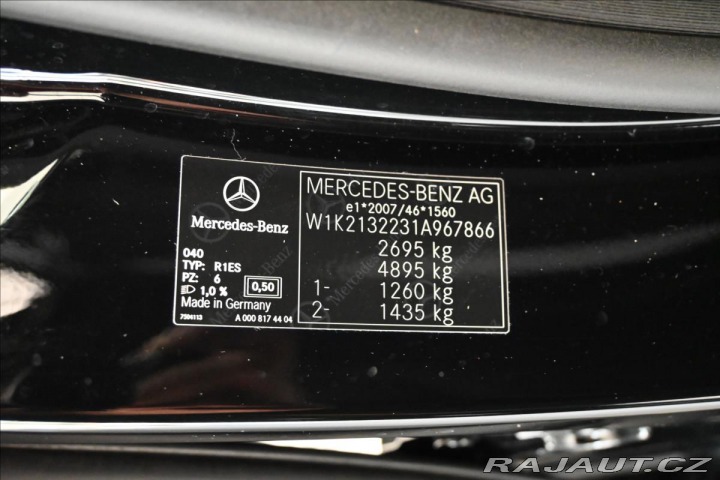 Mercedes-Benz
040
TYP: R1ES
PZ: 6
1,0 % 0,50
Made in Germany
7594113 A 000 817 44 04
MERCEDES-BENZ AG
e1*2007/46*1560
W1K2132231A967866
2695 kg
4895 kg
1- 1260 kg
2- 1435 kg
RAJAUT.CZ